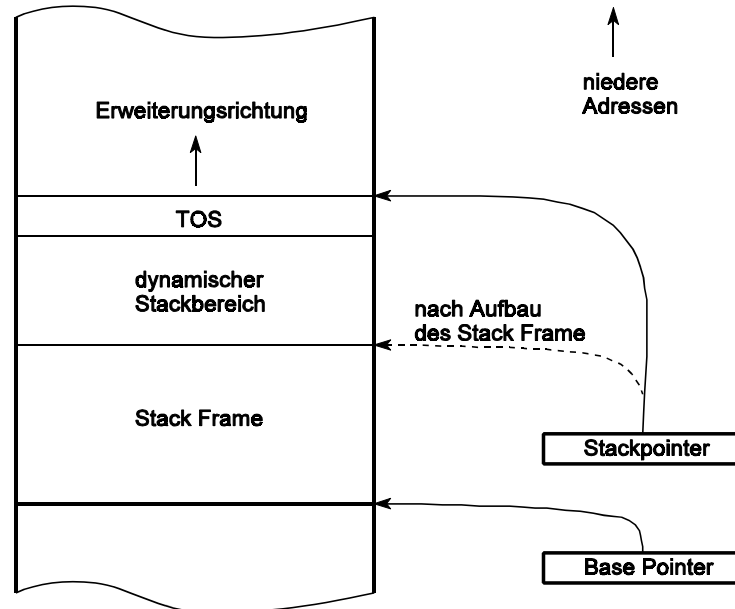 Erweiterungsrichtung
niedere
Adressen
TOS
dynamischer
Stackbereich
nach Aufbau
des Stack Frame
Stack Frame
Stackpointer
Base Pointer